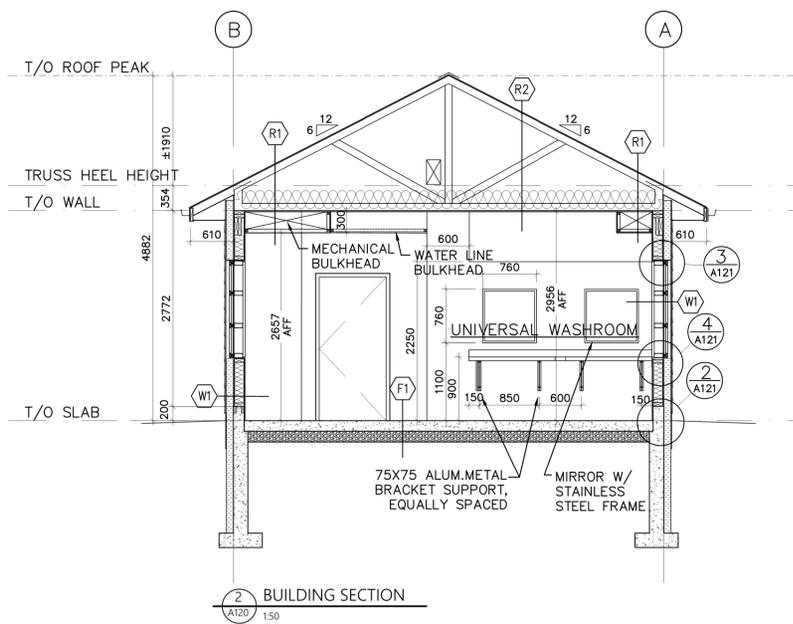 B
A
T/O ROOF PEAK
R2
12
6
12
6
R1
R1
±1910
TRUSS HEEL HEIGHT
354
T/O WALL
610
300
610
4882
MECHANICAL
BULKHEAD
WATER LINE
BULKHEAD
600
760
3
A121
2772
2657
AFF
2250
760
2956
AFF
W1
UNIVERSAL WASHROOM
4
A121
1100
900
2
A121
W1
F1
150
850
600
150
200
T/O SLAB
75X75 ALUM.METAL
BRACKET SUPPORT,
EQUALLY SPACED
MIRROR W/
STAINLESS
STEEL FRAME
2
A120
BUILDING SECTION
1:50